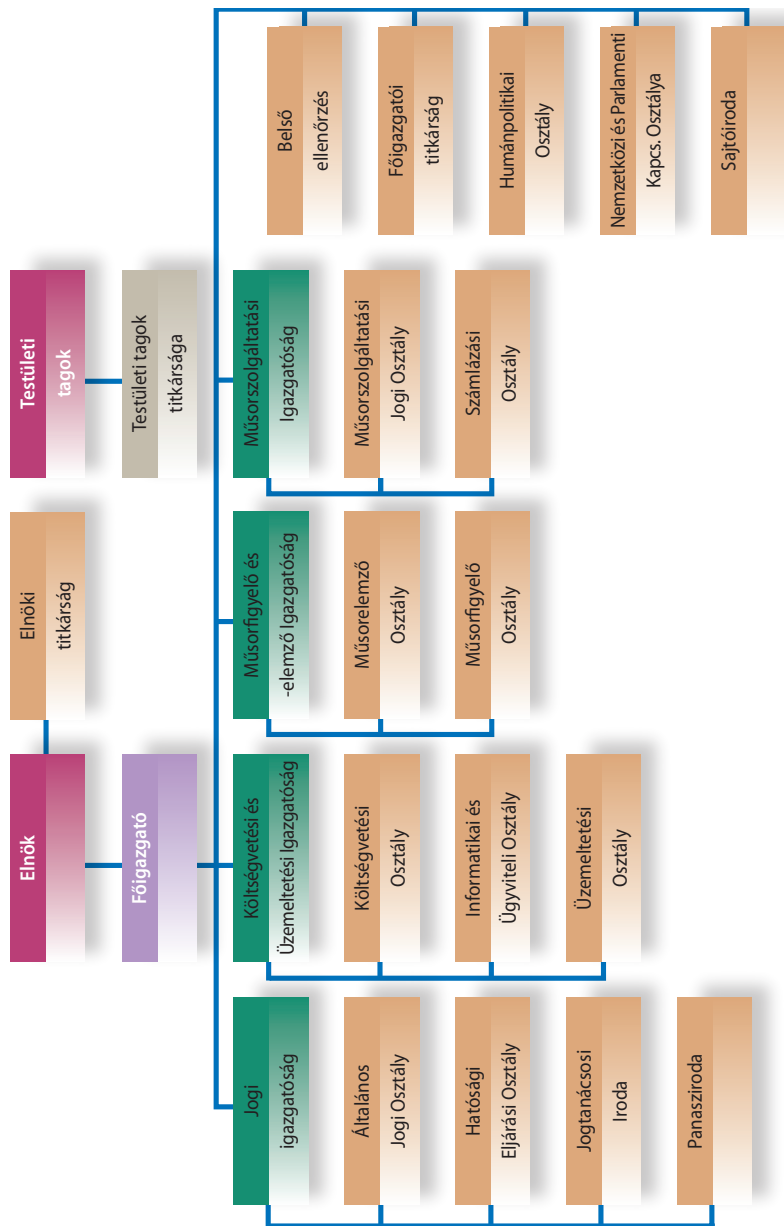 Elnök
Elnöki
titkárság
Testületi
tagok
Főigazgató
Testületi tagok
titkársága
Jogi
igazgatóság
Általános
Jogi Osztály
Hatósági
Eljárási Osztály
Jogtanácsosi
Iroda
Panasziroda
Költségvetési és
Üzemeltetési Igazgatóság
Költségvetési
Osztály
Informatikai és
Ügyviteli Osztály
Üzemeltetési
Osztály
Műsorfigyelő és
-elemző Igazgatóság
Műsorelemző
Osztály
Műsorfigyelő
Osztály
Műsorszolgáltatási
Igazgatóság
Műsorszolgáltatási
Jogi Osztály
Számlázási
Osztály
Belső
ellenőrzés
Főigazgatói
titkárság
Humánpolitikai
Osztály
Nemzetközi és Parlamenti
Kapcs. Osztálya
Sajtóiroda